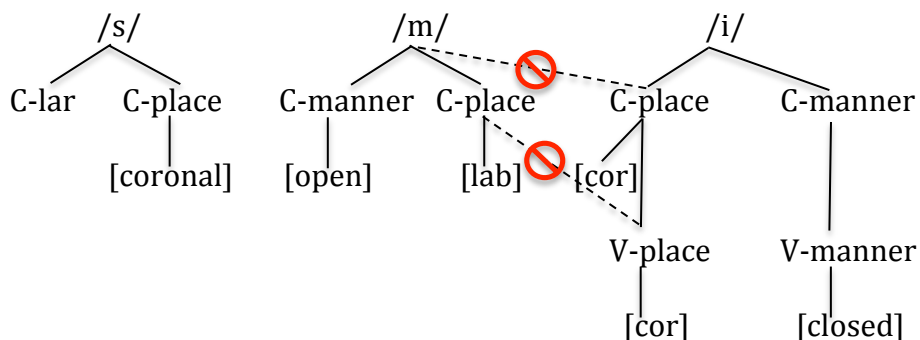 /s/ /m/ /i/
C-lar C-place C-manner C-place C-place C-manner
[coronal] [open] [lab] [cor]
V-place V-manner
[cor] [closed]